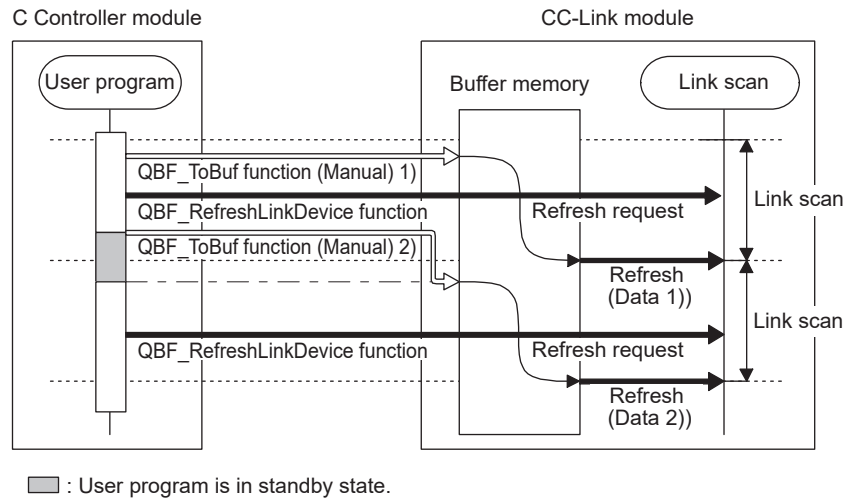 C Controller module
CC-Link module
User program
Buffer memory
Link scan
QBF_ToBuf function (Manual) 1)
QBF_RefreshLinkDevice function
Refresh request
Link scan
QBF_ToBuf function (Manual) 2)
Refresh
(Data 1))
Link scan
QBF_RefreshLinkDevice function
Refresh request
Refresh
(Data 2))
: User program is in standby state.